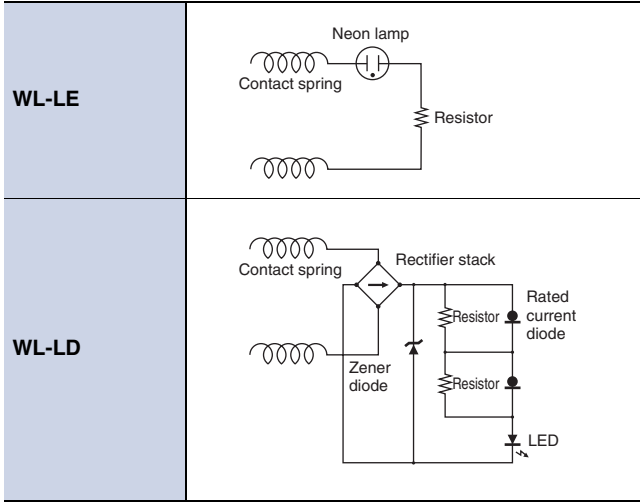 WL-LE
Neon lamp
Contact spring
Resistor
WL-LD
Contact spring
Rectifier stack
Zener
diode
Resistor
Rated
current
diode
Resistor
LED